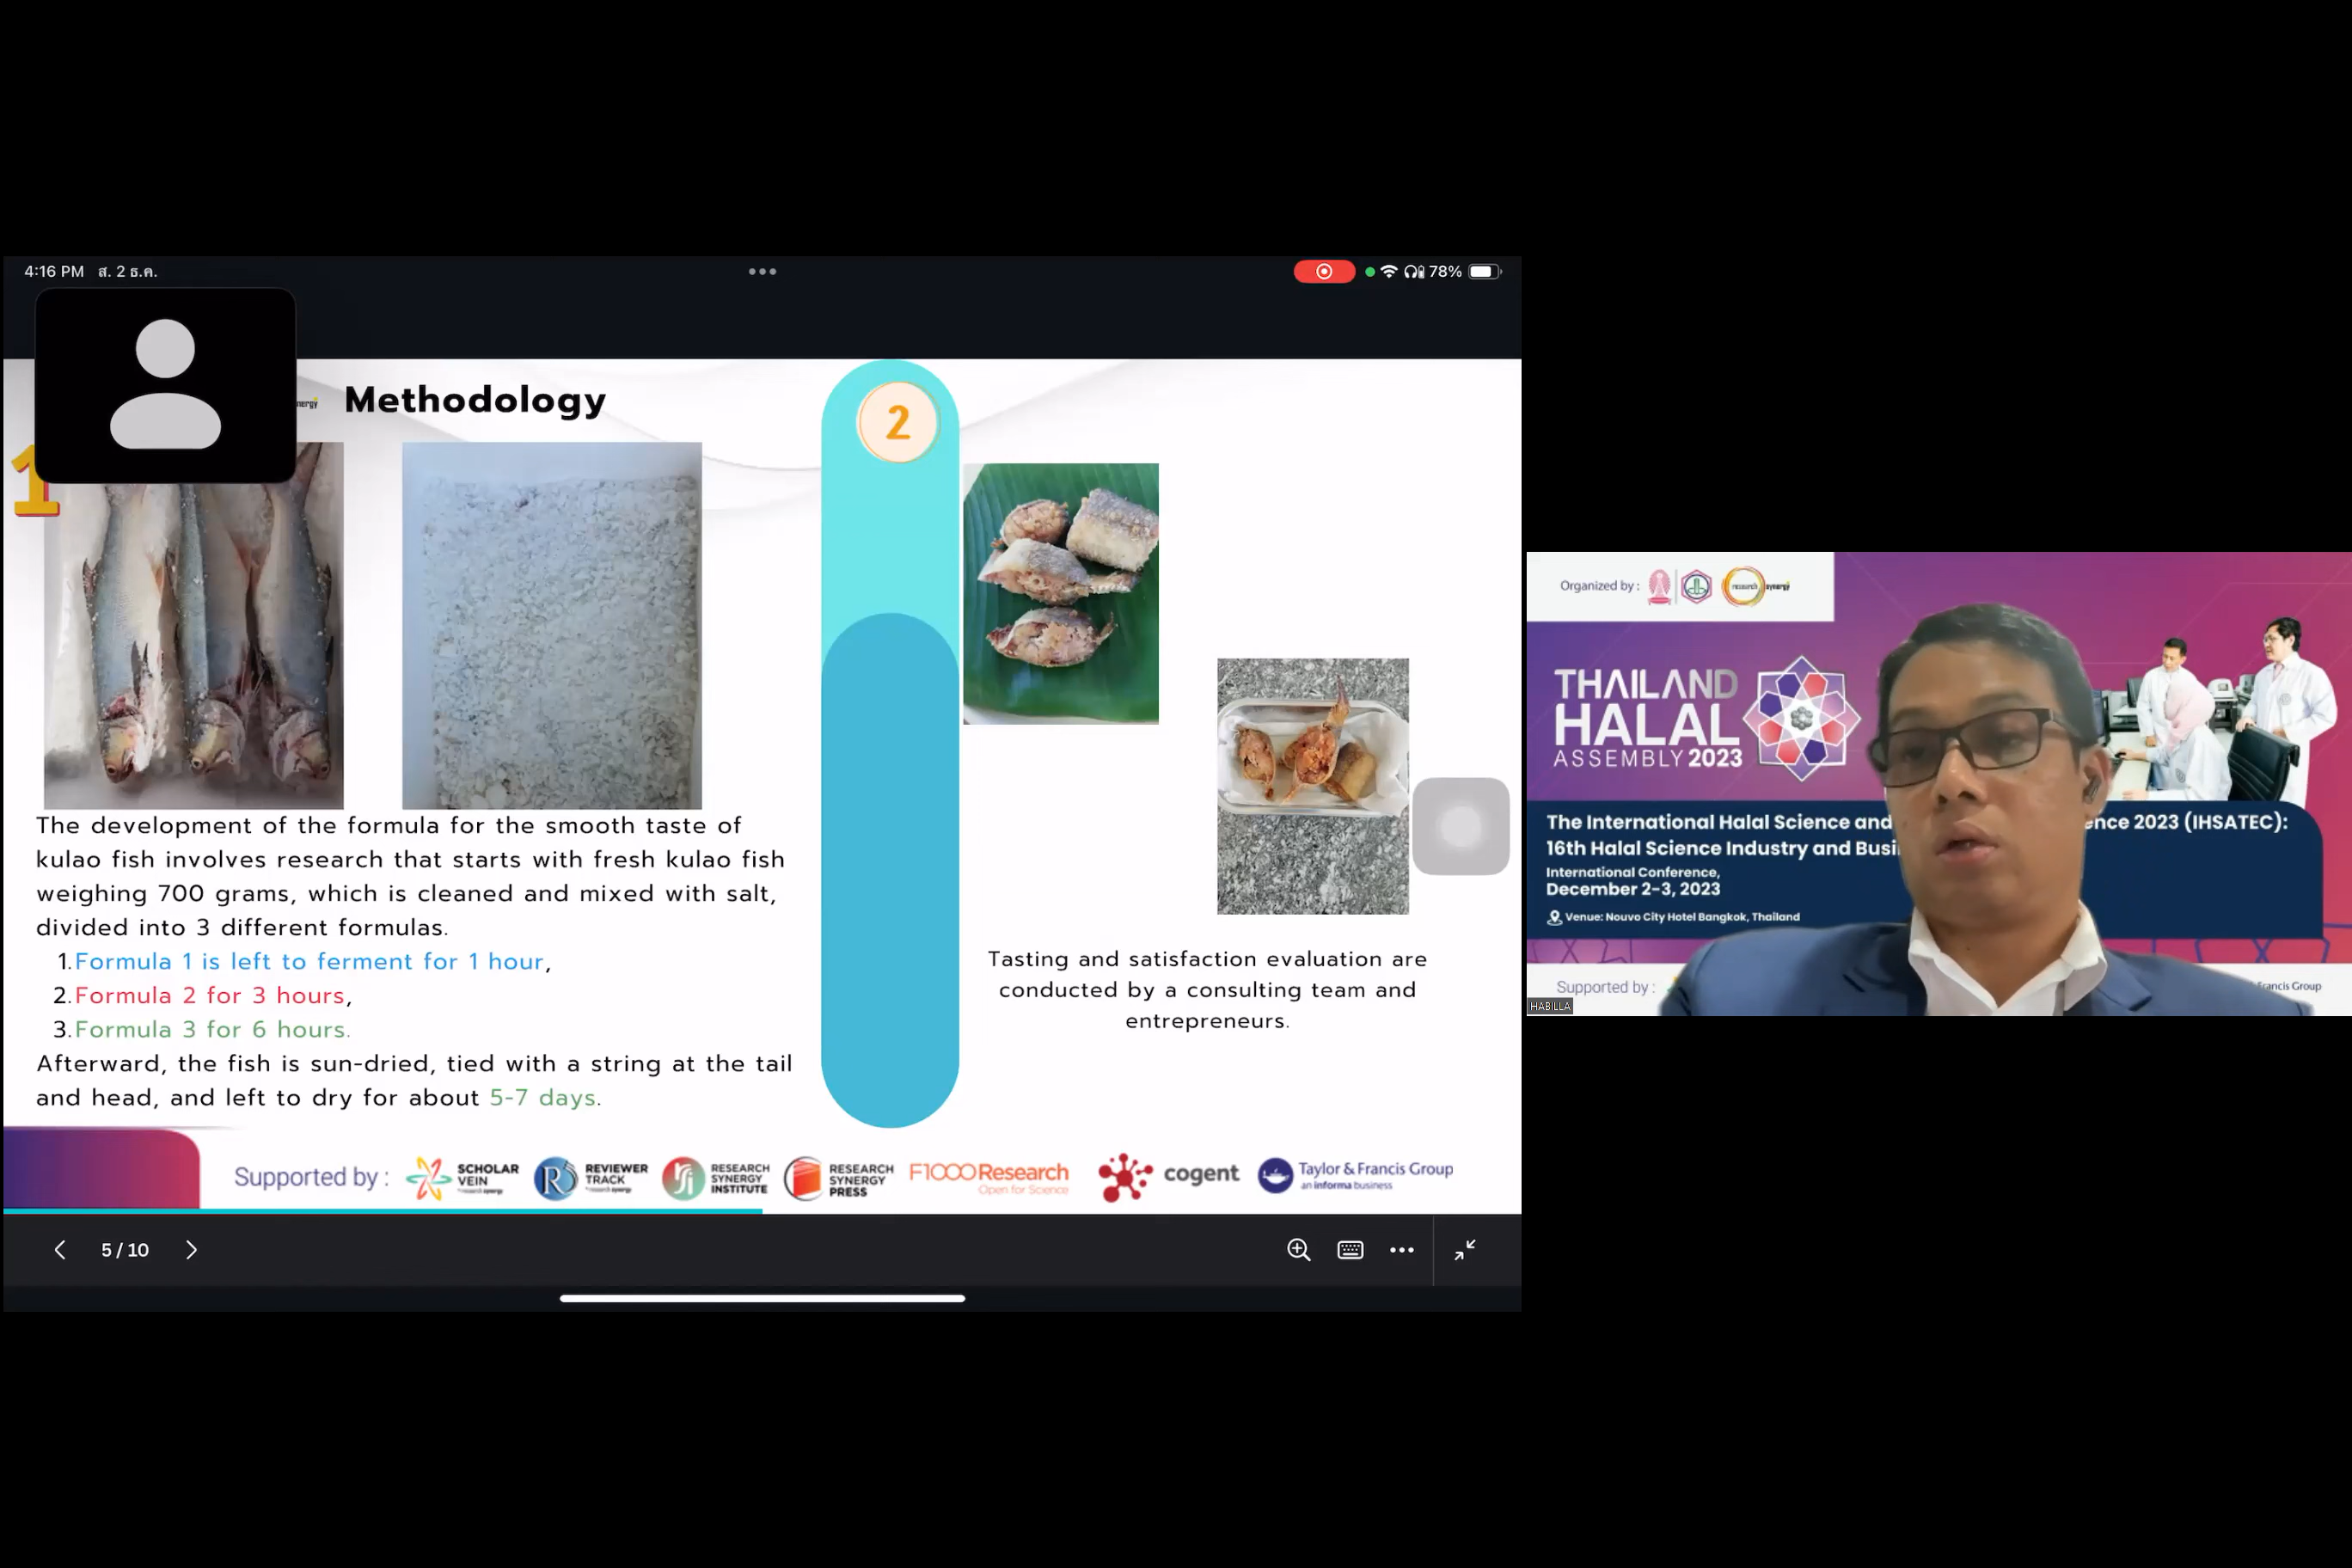 4:16 PM ส. 2 ธ.ค.
78%
Methodology
1
2
The development of the formula for the smooth taste of
kulao fish involves research that starts with fresh kulao fish
weighing 700 grams, which is cleaned and mixed with salt,
divided into 3 different formulas.
1.Formula 1 is left to ferment for 1 hour,
2.Formula 2 for 3 hours,
3.Formula 3 for 6 hours.
Afterward, the fish is sun-dried, tied with a string at the tail
and head, and left to dry for about 5-7 days.
Tasting and satisfaction evaluation are
conducted by a consulting team and
entrepreneurs.
Supported by :
SCHOLAR
VEIN
REVIEWER
TRACK
RESEARCH
SYNERGY
INSTITUTE
RESEARCH
SYNERGY
PRESS
F1000Research
Open for Science
cogent
Taylor & Francis Group
an informa business
5 / 10
Organized by :
research synergy
THAILAND
HALAL
ASSEMBLY 2023
The International Halal Science and ence 2023 (IHSATEC):
16th Halal Science Industry and Busi
International Conference,
December 2-3, 2023
Venue: Nouvo City Hotel Bangkok, Thailand
Supported by :
Francis Group
HABILLA